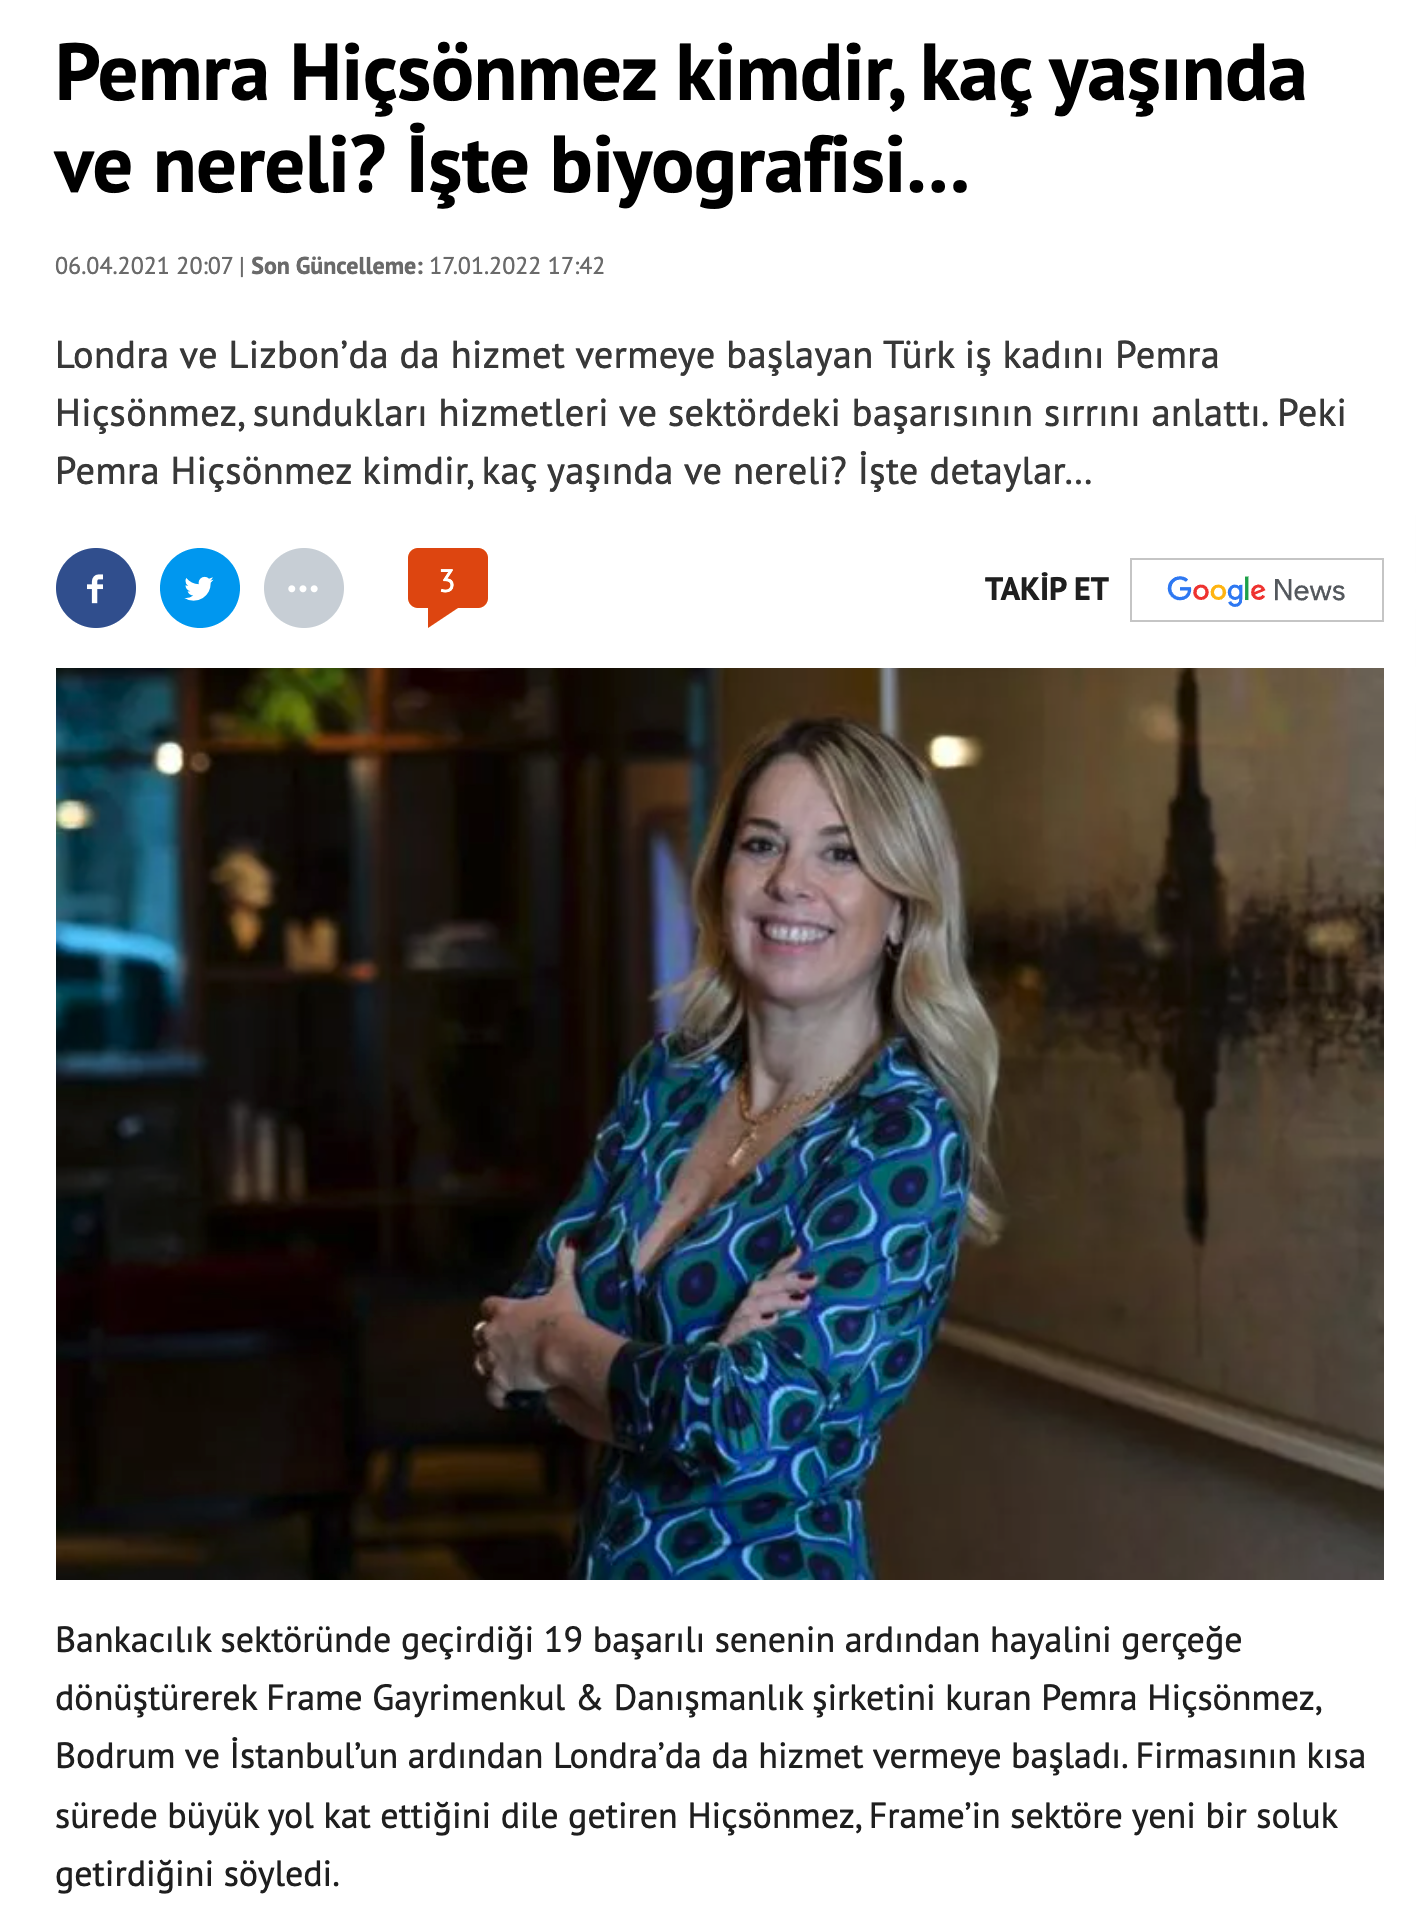 Pemra Hiçsönmez kimdir, kaç yaşında
ve nereli? İşte biyografisi...
06.04.2021 20:07 | Son Güncelleme: 17.01.2022 17:42
Londra ve Lizbon’da da hizmet vermeye başlayan Türk iş kadını Pemra
Hiçsönmez, sundukları hizmetleri ve sektördeki başarısının sırrını anlattı. Peki
Pemra Hiçsönmez kimdir, kaç yaşında ve nereli? İşte detaylar...
3
TAKİP ET
Google News
Bankacılık sektöründe geçirdiği 19 başarılı senenin ardından hayalini gerçeğe
dönüştürerek Frame Gayrimenkul & Danışmanlık şirketini kuran Pemra Hiçsönmez,
Bodrum ve İstanbul’un ardından Londra’da da hizmet vermeye başladı. Firmasının kısa
sürede büyük yol kat ettiğini dile getiren Hiçsönmez, Frame’in sektöre yeni bir soluk
getirdiğini söyledi.